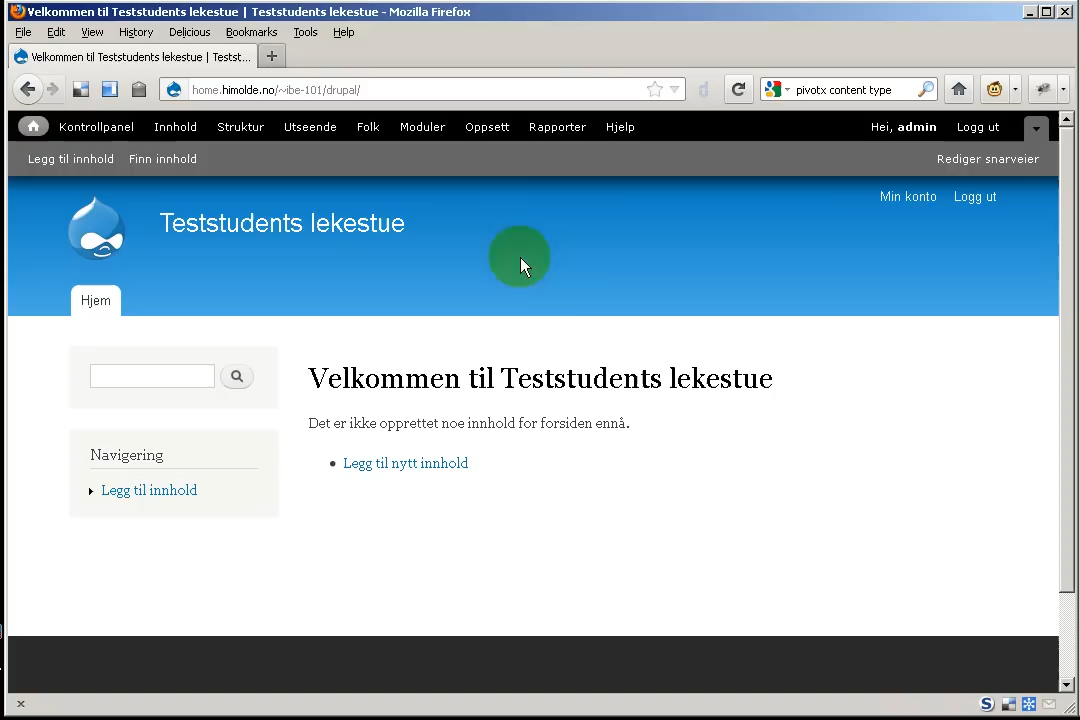 Velkommen til Teststudents lekestue | Teststudents lekestue - Mozilla Firefox
File Edit View History Delicious Bookmarks Tools Help
Velkommen til Teststudents lekestue | Testst...
home.himolde.no/~ibe-101/drupal/ pivotx content type
Kontrollpanel Innhold Struktur Utseende Folk Moduler Oppsett Rapporter Hjelp Hei, admin Logg ut
Legg til innhold Finn innhold Rediger snarveier
Min konto Logg ut
Teststudents lekestue
Hjem
Velkommen til Teststudents lekestue
Det er ikke opprettet noe innhold for forsiden ennå.
Navigering
Legg til nytt innhold
Legg til innhold